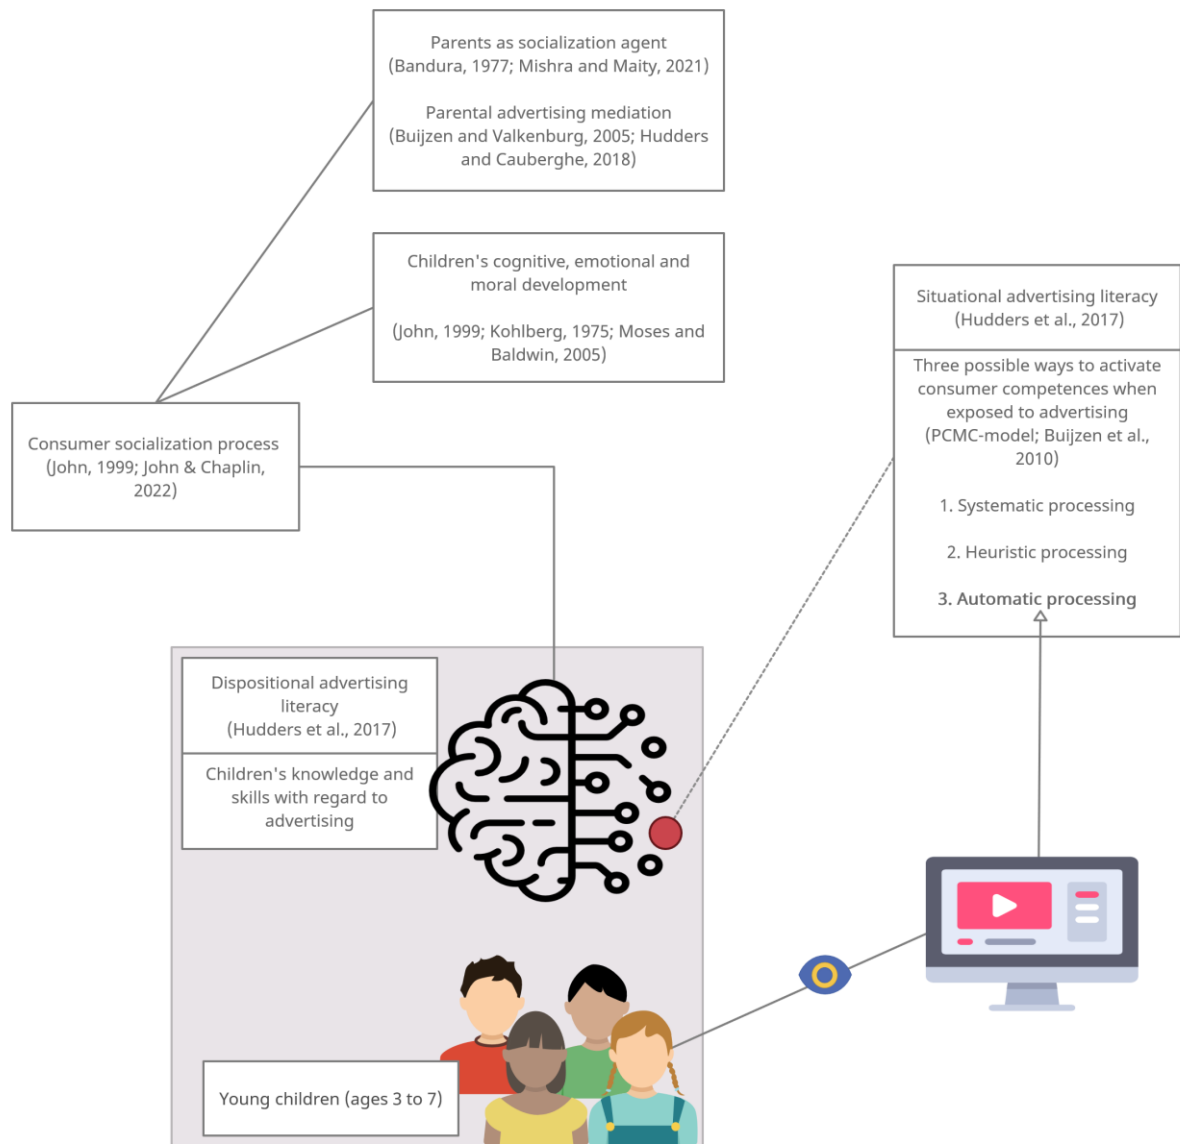 Parents as socialization agent
(Bandura, 1977; Mishra and Maity, 2021)
Parental advertising mediation
(Buijzen and Valkenburg, 2005; Hudders
and Cauberghe, 2018)
Children's cognitive, emotional and
moral development
(John, 1999; Kohlberg, 1975; Moses and
Baldwin, 2005)
Situational advertising literacy
(Hudders et al., 2017)
Three possible ways to activate
consumer competences when
exposed to advertising
(PCMC-model; Buijzen et al.,
2010)
1. Systematic processing
2. Heuristic processing
3. Automatic processing
Consumer socialization process
(John, 1999; John & Chaplin,
2022)
Dispositional advertising
literacy
(Hudders et al., 2017)
Children's knowledge and
skills with regard to
advertising
Young children (ages 3 to 7)